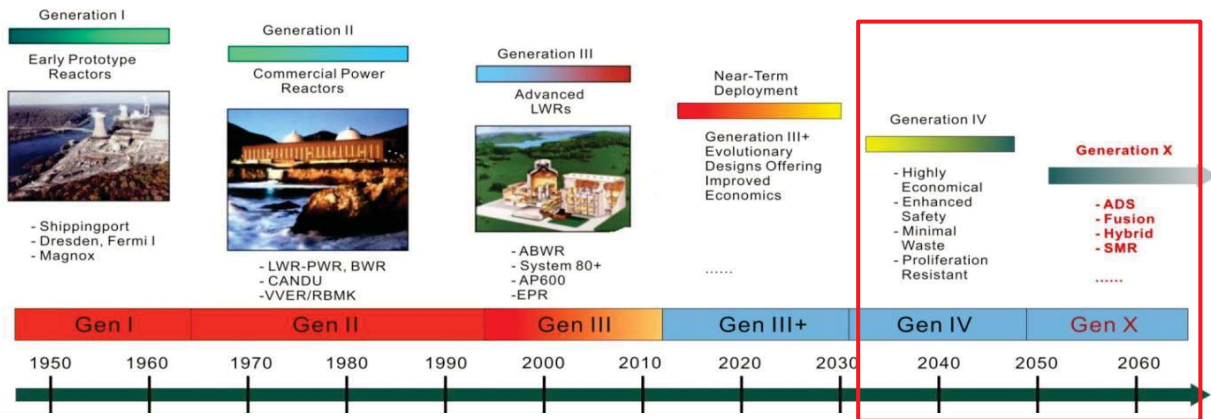 Generation I
Early Prototype
Reactors
- Shippingport
- Dresden, Fermi I
- Magnox
Generation II
Commercial Power
Reactors
- LWR-PWR, BWR
- CANDU
- VVER/RBMK
Generation III
Advanced
LWRs
- ABWR
- System 80+
- AP600
- EPR
Near-Term
Deployment
Generation III+
Evolutionary
Designs Offering
Improved
Economics
......
Generation IV
- Highly
Economical
- Enhanced
Safety
- Minimal
Waste
- Proliferation
Resistant
Generation X
- ADS
- Fusion
- Hybrid
- SMR
......
Gen I
Gen II
Gen III
Gen III+
Gen IV
Gen X
1950 1960 1970 1980 1990 2000 2010 2020 2030 2040 2050 2060